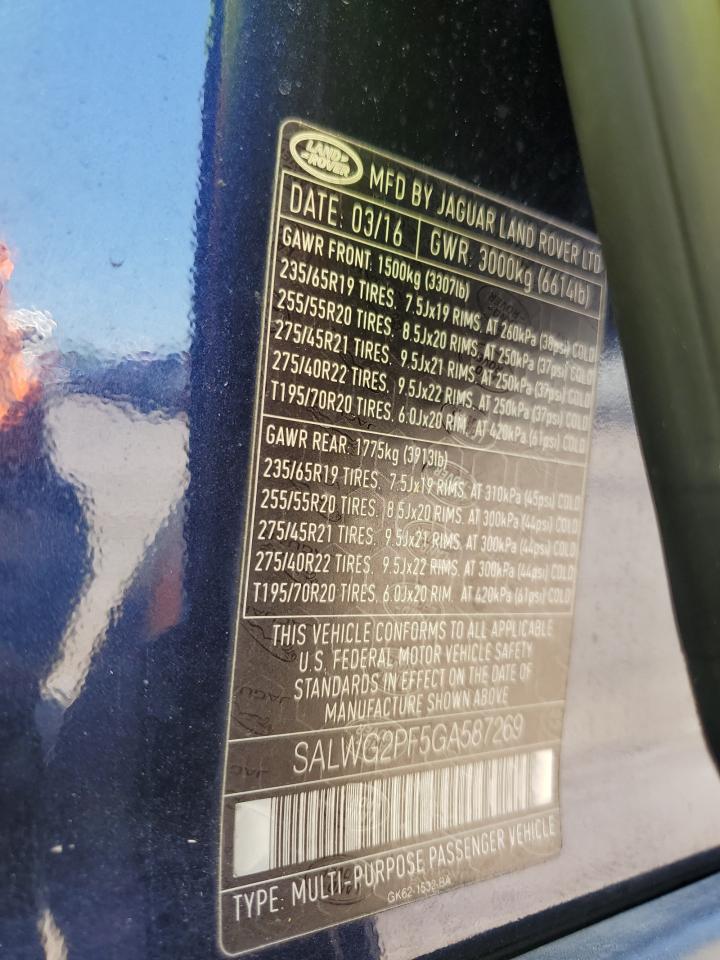 LAND ROVER
MFD BY JAGUAR LAND ROVER LTD
DATE: 03/16 GWR: 3000kg (6614lb)
GAWR FRONT: 1500kg (3307lb)
235/65R19 TIRES, 7.5Jx19 RIMS, AT 260kPa (38psi) COLD
255/55R20 TIRES, 8.5Jx20 RIMS, AT 250kPa (37psi) COLD
275/45R21 TIRES, 9.5Jx21 RIMS, AT 250kPa (37psi) COLD
275/40R22 TIRES, 9.5Jx22 RIMS, AT 250kPa (37psi) COLD
T195/70R20 TIRES, 6.0Jx20 RIM, AT 420kPa (61psi) COLD
GAWR REAR: 1775kg (3913lb)
235/65R19 TIRES, 7.5Jx19 RIMS, AT 310kPa (45psi) COLD
255/55R20 TIRES, 8.5Jx20 RIMS, AT 300kPa (44psi) COLD
275/45R21 TIRES, 9.5Jx21 RIMS, AT 300kPa (44psi) COLD
275/40R22 TIRES, 9.5Jx22 RIMS, AT 300kPa (44psi) COLD
T195/70R20 TIRES, 6.0Jx20 RIM, AT 420kPa (61psi) COLD
THIS VEHICLE CONFORMS TO ALL APPLICABLE
U.S. FEDERAL MOTOR VEHICLE SAFETY
STANDARDS IN EFFECT ON THE DATE OF
MANUFACTURE SHOWN ABOVE
SALWG2PF5GA587269
TYPE: MULTI-PURPOSE PASSENGER VEHICLE
GK62-1532-BA